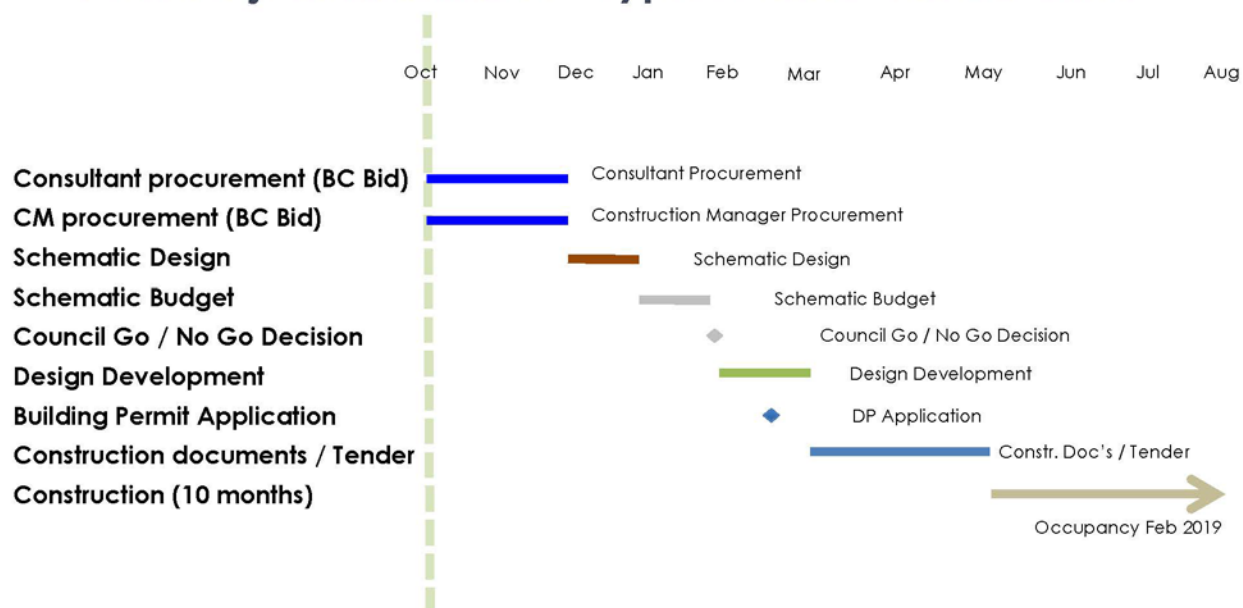 Oct Nov Dec Jan Feb Mar Apr May Jun Jul Aug
Consultant procurement (BC Bid) Consultant Procurement
CM procurement (BC Bid) Construction Manager Procurement
Schematic Design Schematic Design
Schematic Budget Schematic Budget
Council Go / No Go Decision Council Go / No Go Decision
Design Development Design Development
Building Permit Application DP Application
Construction documents / Tender Constr. Doc's / Tender
Construction (10 months)
Occupancy Feb 2019